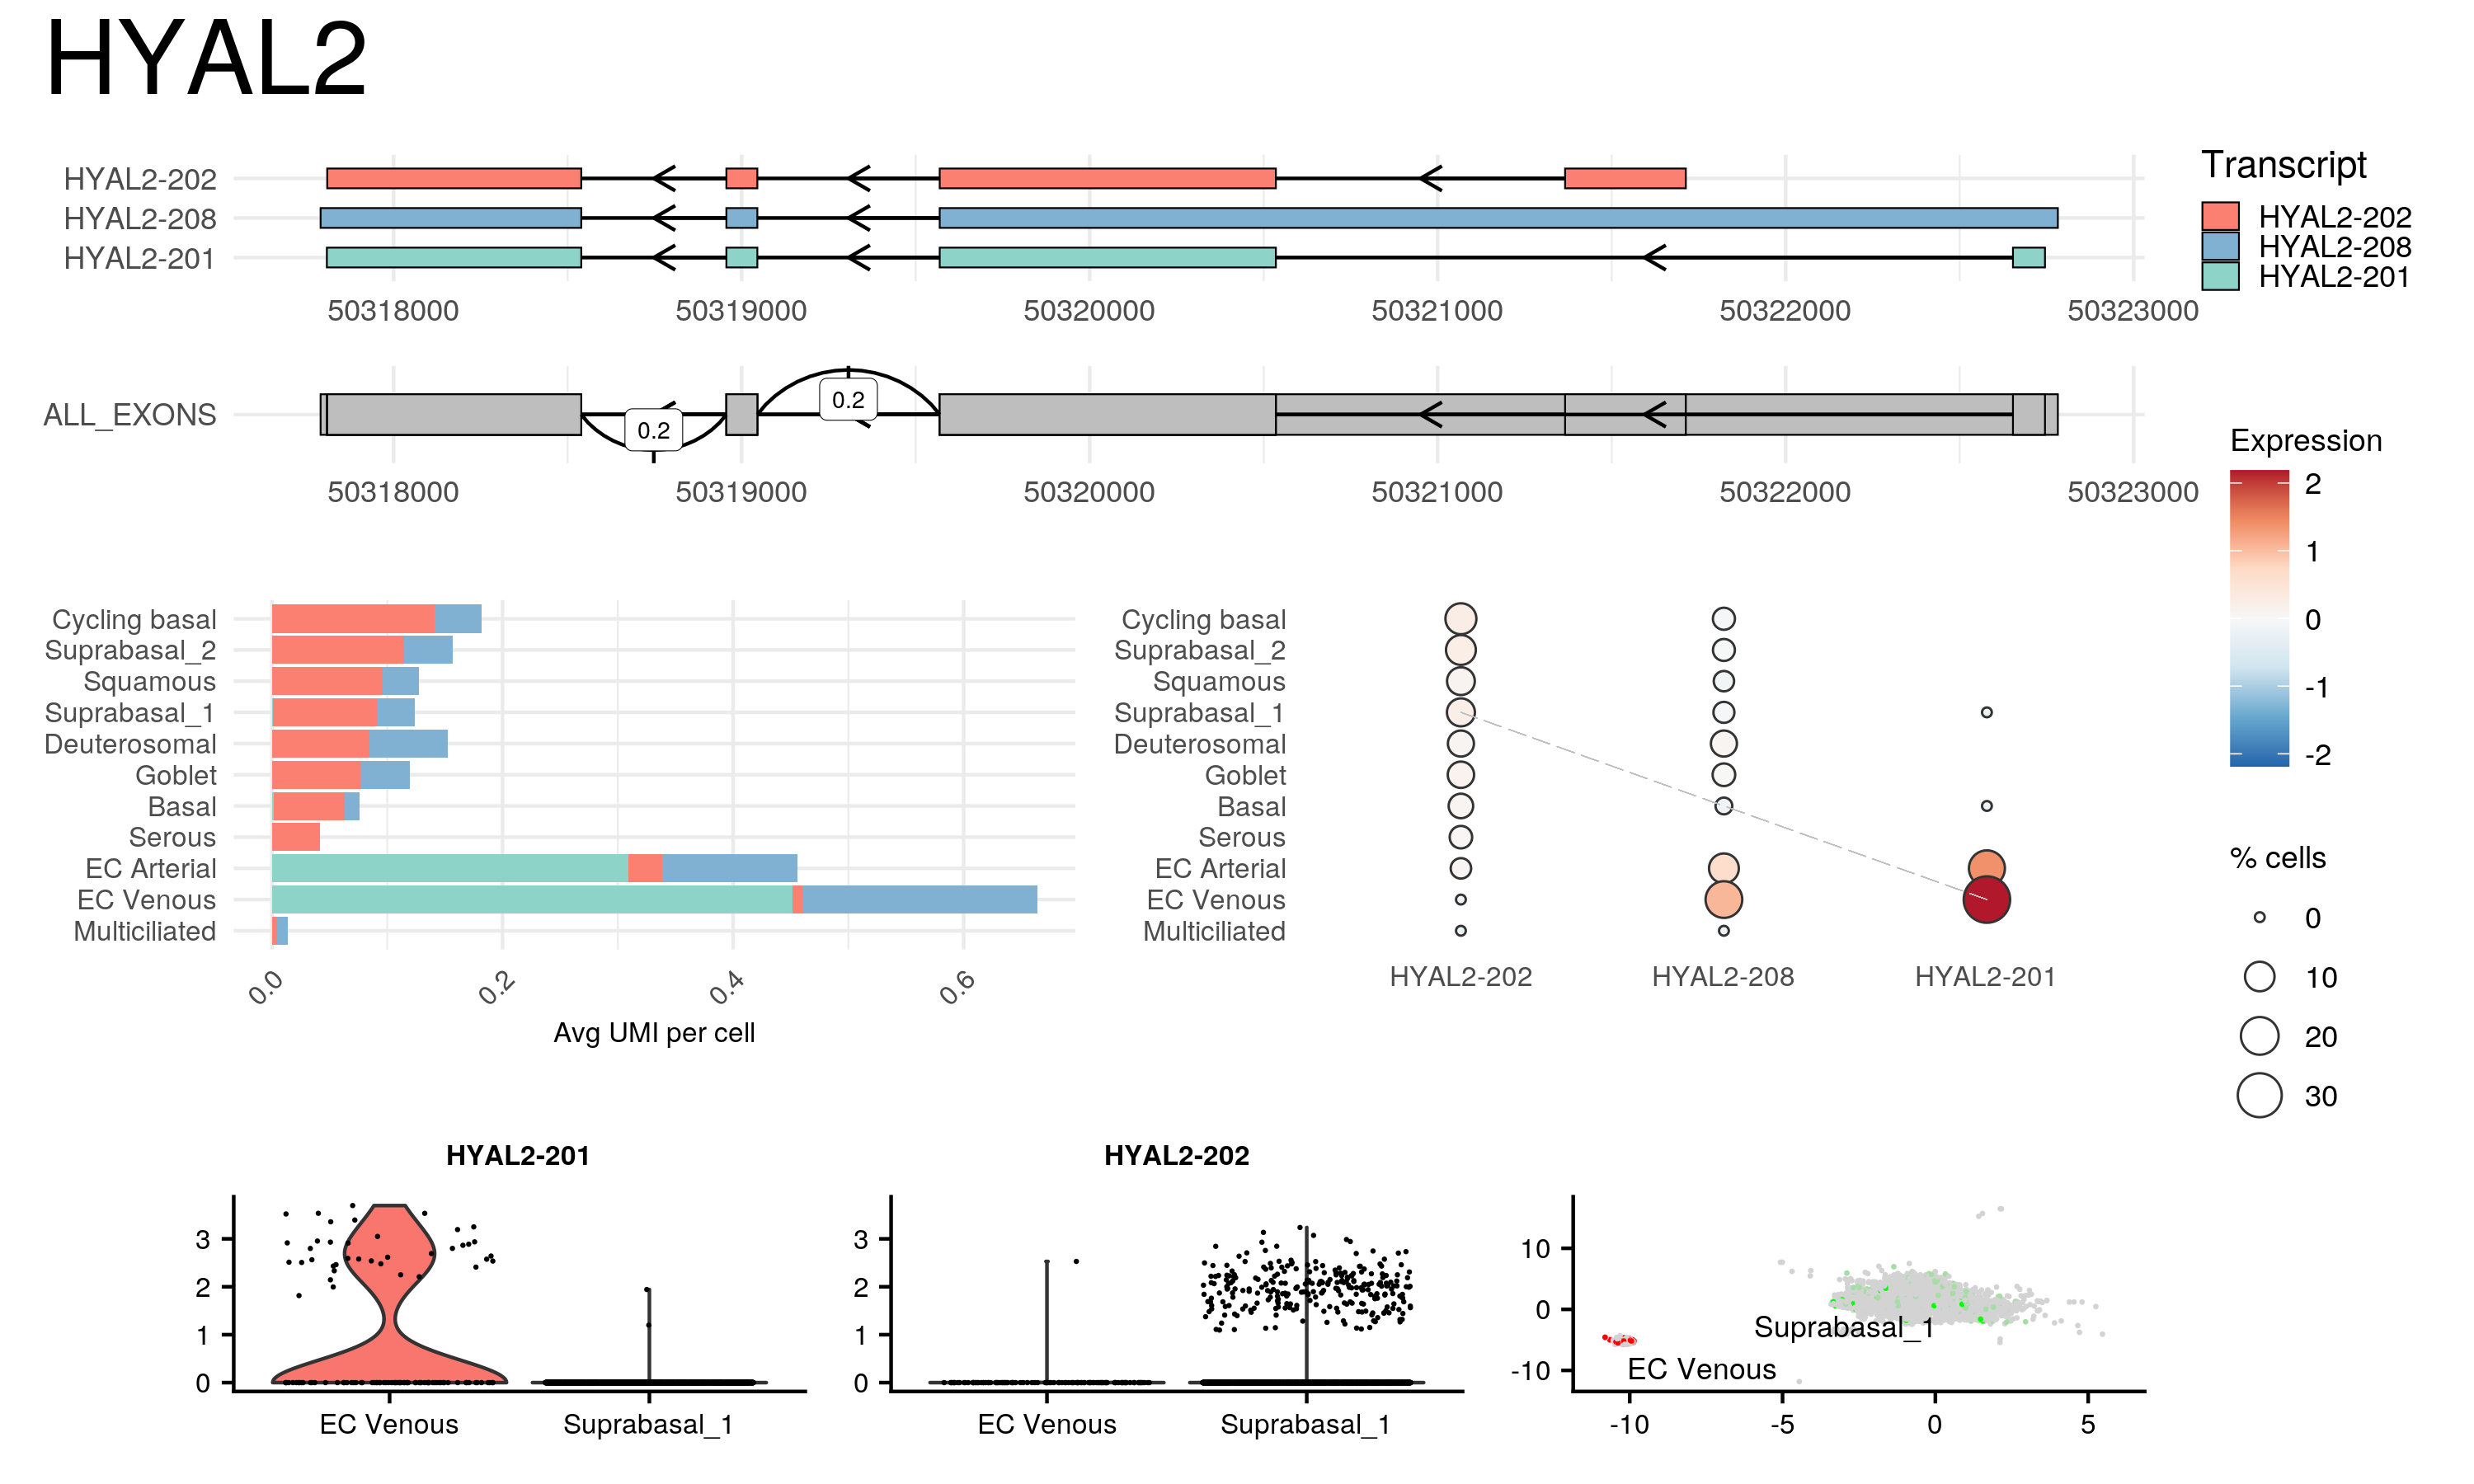 HYAL2
HYAL2-202
HYAL2-208
HYAL2-201
50318000 50319000 50320000 50321000 50322000 50323000
Transcript
HYAL2-202
HYAL2-208
HYAL2-201
ALL_EXONS
0.2
0.2
50318000 50319000 50320000 50321000 50322000 50323000
Expression
2
1
0
-1
-2
% cells
0
10
20
30
Cycling basal
Suprabasal_2
Squamous
Suprabasal_1
Deuterosomal
Goblet
Basal
Serous
EC Arterial
EC Venous
Multiciliated
0.0 0.2 0.4 0.6
Avg UMI per cell
Cycling basal
Suprabasal_2
Squamous
Suprabasal_1
Deuterosomal
Goblet
Basal
Serous
EC Arterial
EC Venous
Multiciliated
HYAL2-202 HYAL2-208 HYAL2-201
HYAL2-201
3
2
1
0
EC Venous Suprabasal_1
HYAL2-202
3
2
1
0
EC Venous Suprabasal_1
10
0
-10
Suprabasal_1
EC Venous
-10 -5 0 5